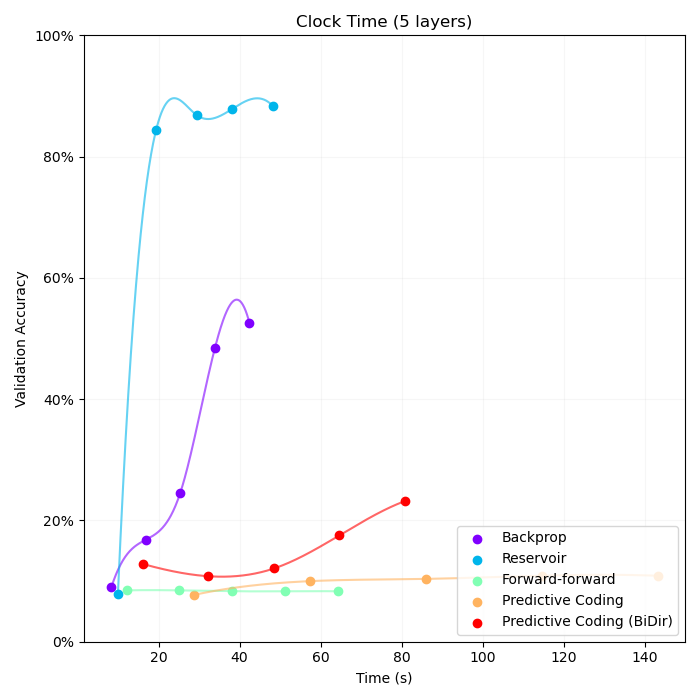 Clock Time (5 layers)
100%
80%
60%
40%
20%
0%
Validation Accuracy
20 40 60 80 100 120 140
Time (s)
Backprop
Reservoir
Forward-forward
Predictive Coding
Predictive Coding (BiDir)